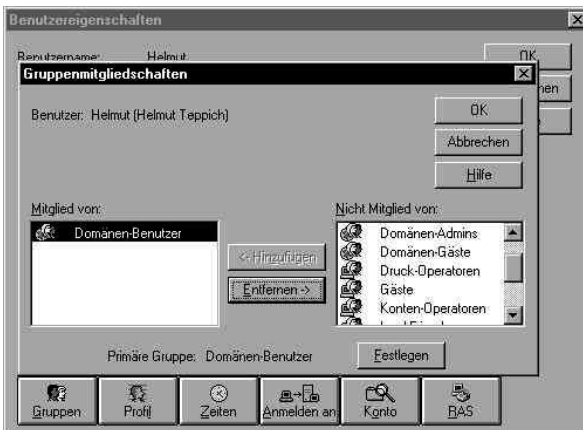 Benutzereigenschaften
Benutzername: Helmut
OK
Gruppenmitgliedschaften
Benutzer: Helmut (Helmut Teppich)
OK
Abbrechen
Hilfe
Mitglied von:
Nicht Mitglied von:
Domänen-Benutzer
Domänen-Admins
Domänen-Gäste
Druck-Operatoren
Gäste
Konten-Operatoren
<- Hinzufügen
Entfernen ->
Primäre Gruppe: Domänen-Benutzer
Festlegen
Gruppen
Profil
Zeiten
Anmelden an
Konto
RAS